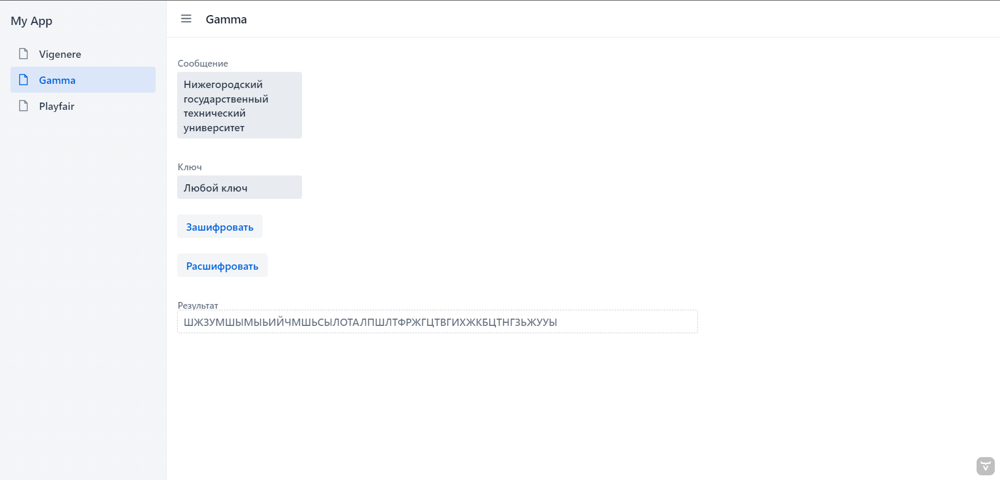 My App
Vigenere
Gamma
Playfair
Gamma
Сообщение
Нижегородский
государственный
технический
университет
Ключ
Любой ключ
Зашифровать
Расшифровать
Результат
ШЖЗУМШЫМЫЬИЙЧМШЬСЫЛОТАЛПШЛТФРЖГЦТВГИХЖКБЦТНГЗЬЖУУЫ